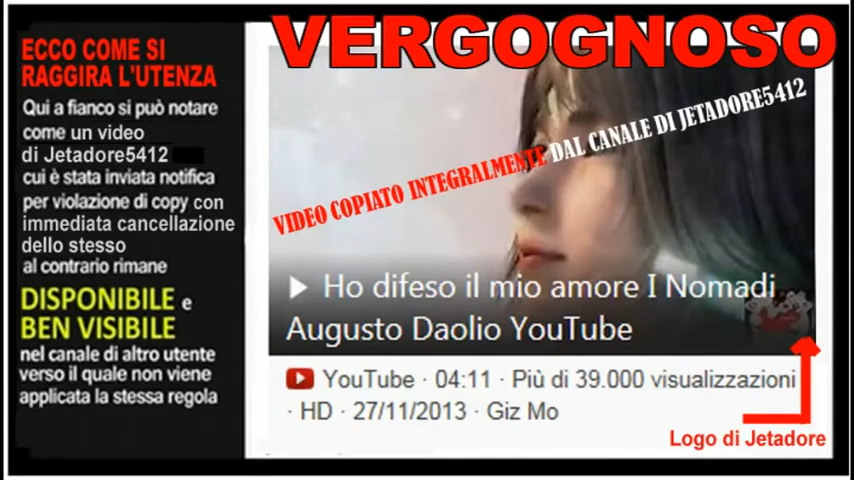 VERGOGNOSO
ECCO COME SI
RAGGIRA L'UTENZA
Qui a fianco si può notare
come un video
di Jetadore5412
cui è stata inviata notifica
per violazione di copy con
immediata cancellazione
dello stesso
al contrario rimane
DISPONIBILE e
BEN VISIBILE
nel canale di altro utente
verso il quale non viene
applicata la stessa regola
VIDEO COPIATO INTEGRALMENTE DAL CANALE DI JETADORE5412
Ho difeso il mio amore I Nomadi
Augusto Daolio YouTube
YouTube · 04:11 · Più di 39.000 visualizzazioni
· HD · 27/11/2013 · Giz Mo
Logo di Jetadore